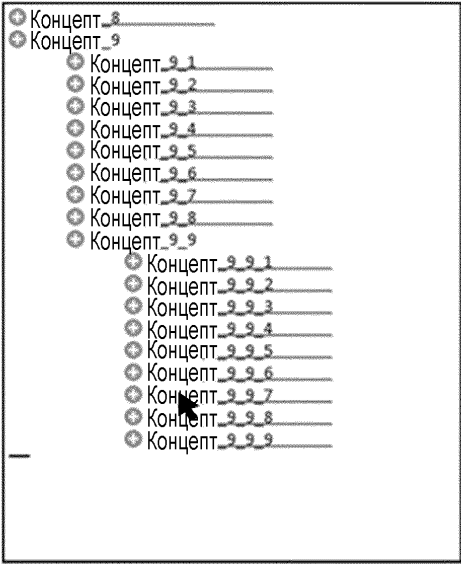 Концепт_8
Концепт_9
Концепт_9_1
Концепт_9_2
Концепт_9_3
Концепт_9_4
Концепт_9_5
Концепт_9_6
Концепт_9_7
Концепт_9_8
Концепт_9_9
Концепт_9_9_1
Концепт_9_9_2
Концепт_9_9_3
Концепт_9_9_4
Концепт_9_9_5
Концепт_9_9_6
Концепт_9_9_7
Концепт_9_9_8
Концепт_9_9_9